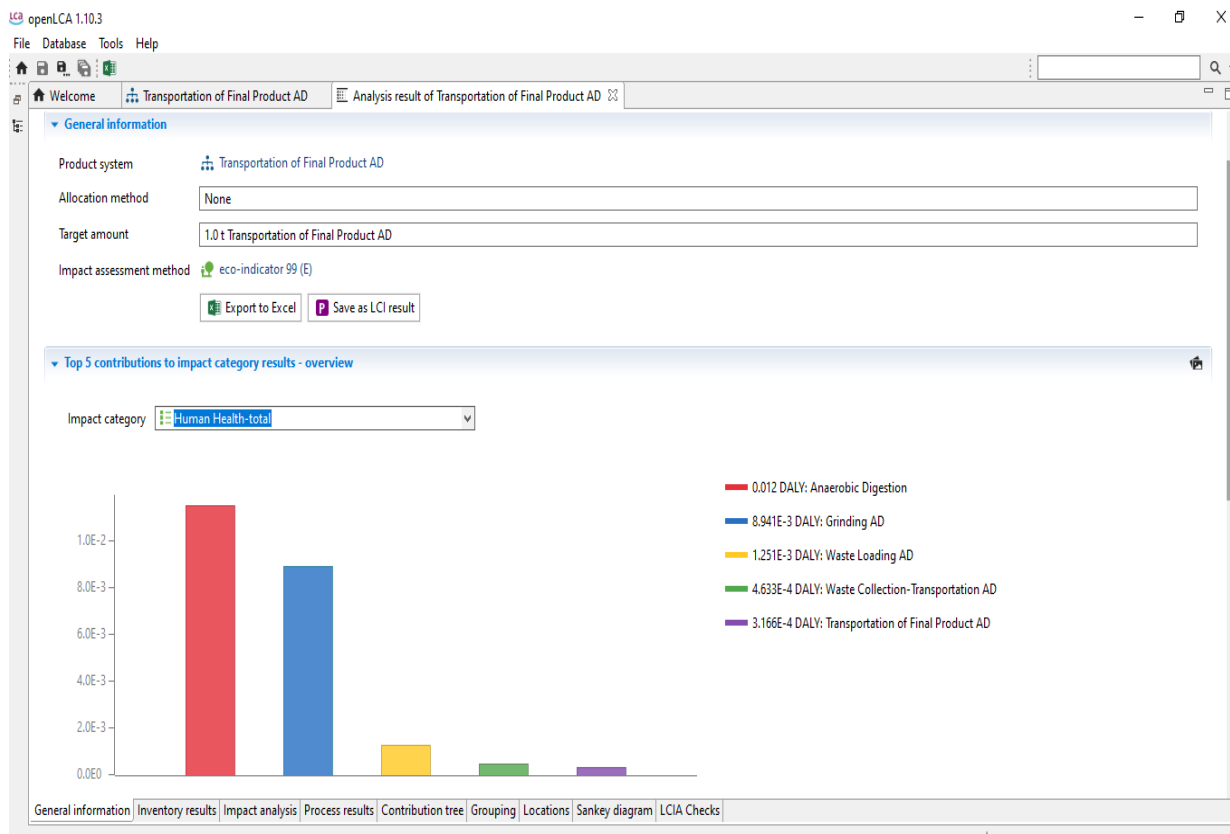 LCA openLCA 1.10.3
File Database Tools Help
Welcome Transportation of Final Product AD Analysis result of Transportation of Final Product AD
General information
Product system Transportation of Final Product AD
Allocation method None
Target amount 1.0 t Transportation of Final Product AD
Impact assessment method eco-indicator 99 (E)
Export to Excel P Save as LCI result
Top 5 contributions to impact category results - overview
Impact category Human Health-total
0.012 DALY: Anaerobic Digestion
8.941E-3 DALY: Grinding AD
1.251E-3 DALY: Waste Loading AD
4.633E-4 DALY: Waste Collection-Transportation AD
3.166E-4 DALY: Transportation of Final Product AD
1.0E-2
8.0E-3
6.0E-3
4.0E-3
2.0E-3
0.0E0
General information Inventory results Impact analysis Process results Contribution tree Grouping Locations Sankey diagram LCIA Checks